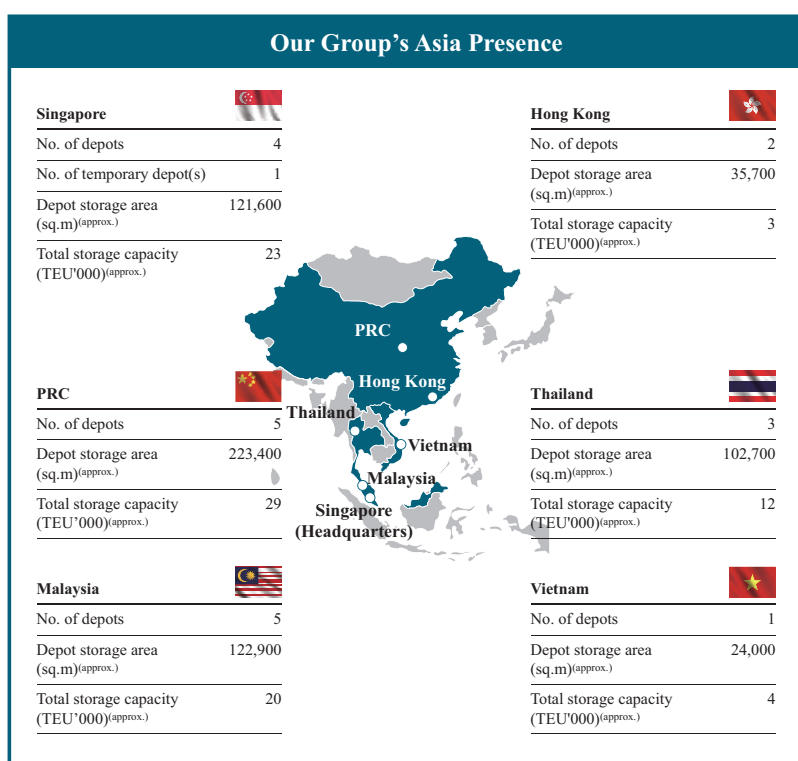 Our Group’s Asia Presence
Singapore
No. of depots 4
No. of temporary depot(s) 1
Depot storage area 121,600
(sq.m)(approx.)
Total storage capacity 23
(TEU'000)(approx.)
Hong Kong
No. of depots 2
Depot storage area 35,700
(sq.m)(approx.)
Total storage capacity 3
(TEU'000)(approx.)
PRC
Hong Kong
Thailand
Vietnam
Malaysia
Singapore
(Headquarters)
PRC
No. of depots 5
Depot storage area 223,400
(sq.m)(approx.)
Total storage capacity 29
(TEU’000)(approx.)
Thailand
No. of depots 3
Depot storage area 102,700
(sq.m)(approx.)
Total storage capacity 12
(TEU'000)(approx.)
Malaysia
No. of depots 5
Depot storage area 122,900
(sq.m)(approx.)
Total storage capacity 20
(TEU’000)(approx.)
Vietnam
No. of depots 1
Depot storage area 24,000
(sq.m)(approx.)
Total storage capacity 4
(TEU'000)(approx.)